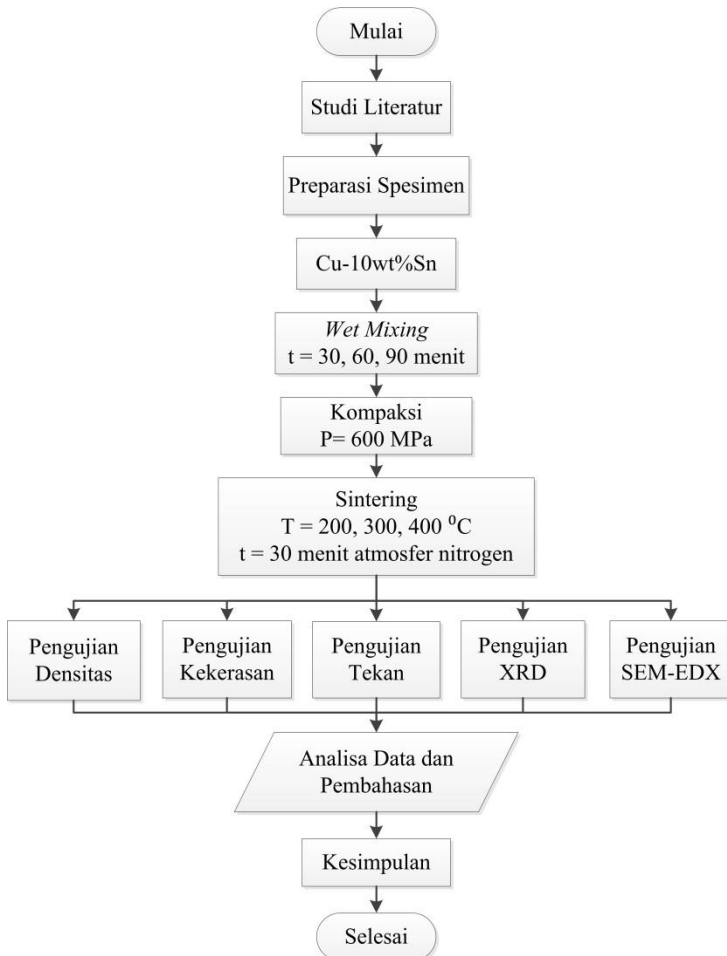 Mulai
Studi Literatur
Preparasi Spesimen
Cu-10wt%Sn
Wet Mixing
t = 30, 60, 90 menit
Kompaksi
P= 600 MPa
Sintering
T = 200, 300, 400 ⁰C
t = 30 menit atmosfer nitrogen
Pengujian
Densitas
Pengujian
Kekerasan
Pengujian
Tekan
Pengujian
XRD
Pengujian
SEM-EDX
Analisa Data dan
Pembahasan
Kesimpulan
Selesai